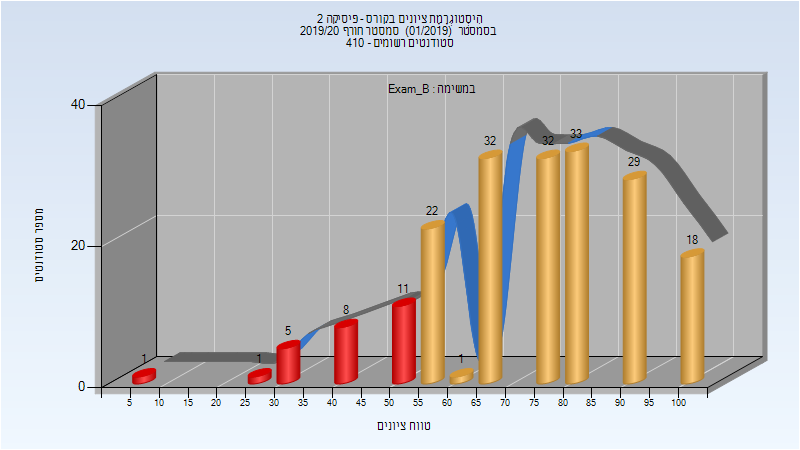 היסטוגרמת ציונים בקורס - פיסיקה 2
בסמסטר (01/2019) סמסטר חורף 2019/20
סטודנטים רשומים - 410
במשימה : Exam_B
מספר סטודנטים
40
20
0
1
1
5
8
11
22
1
32
32
33
29
18
5 10 15 20 25 30 35 40 45 50 55 60 65 70 75 80 85 90 95 100
טווח ציונים